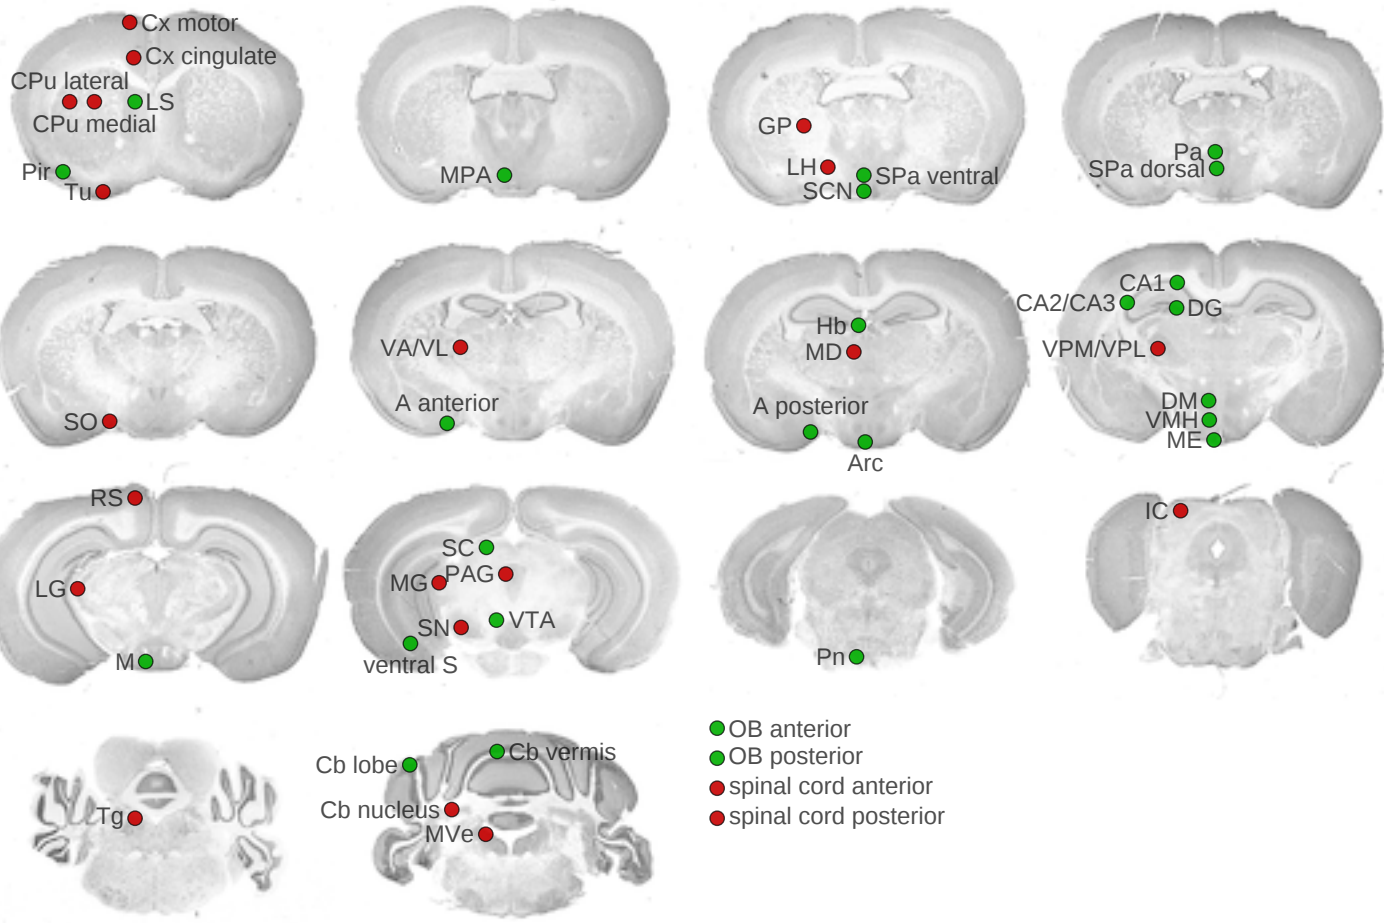 Cx motor
Cx cingulate
CPu lateral
LS
CPu medial
Pir
Tu
MPA
GP
LH
SPa ventral
SCN
Pa
SPa dorsal
SO
VA/VL
A anterior
Hb
MD
A posterior
Arc
CA1
CA2/CA3
DG
VPM/VPL
DM
VMH
ME
RS
LG
M
SC
MG
PAG
SN
VTA
ventral S
Pn
IC
Tg
Cb lobe
Cb vermis
Cb nucleus
MVe
OB anterior
OB posterior
spinal cord anterior
spinal cord posterior